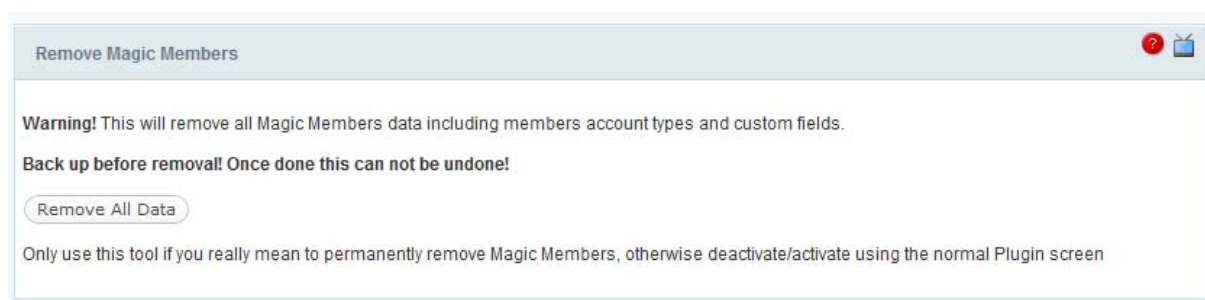 Remove Magic Members
?
Warning! This will remove all Magic Members data including members account types and custom fields.
Back up before removal! Once done this can not be undone!
Remove All Data
Only use this tool if you really mean to permanently remove Magic Members, otherwise deactivate/activate using the normal Plugin screen